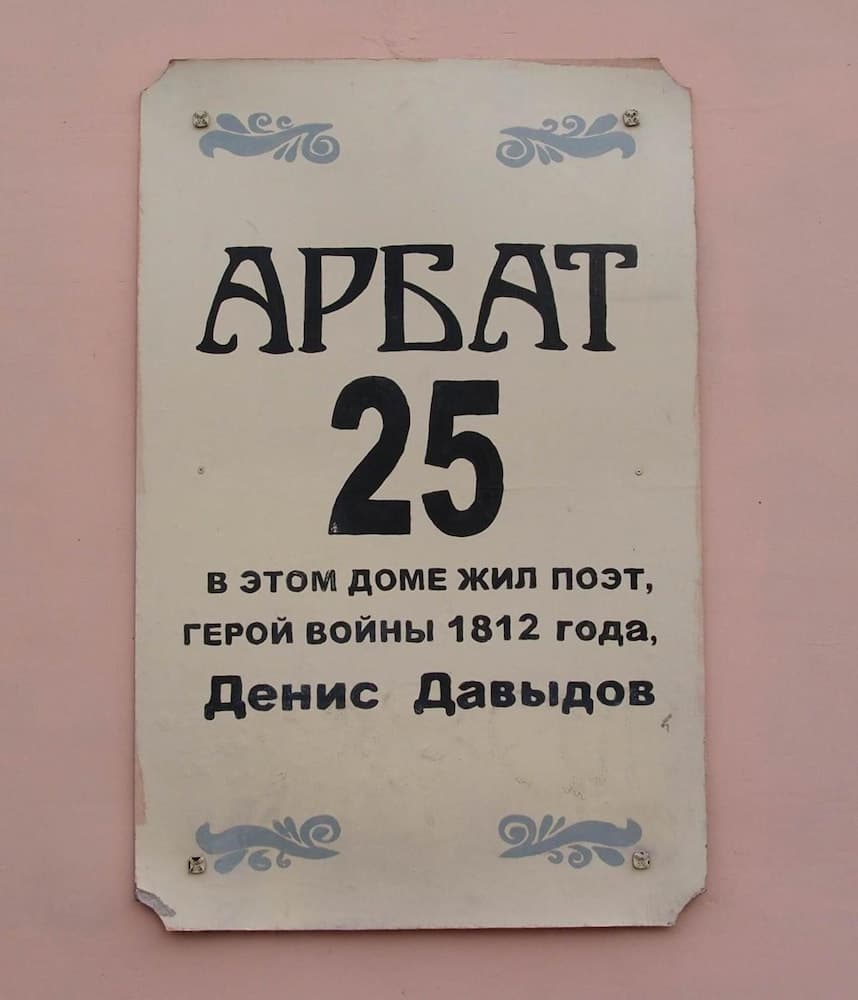 АРБАТ
25
В ЭТОМ ДОМЕ ЖИЛ ПОЭТ,
ГЕРОЙ ВОЙНЫ 1812 года,
Денис Давыдов